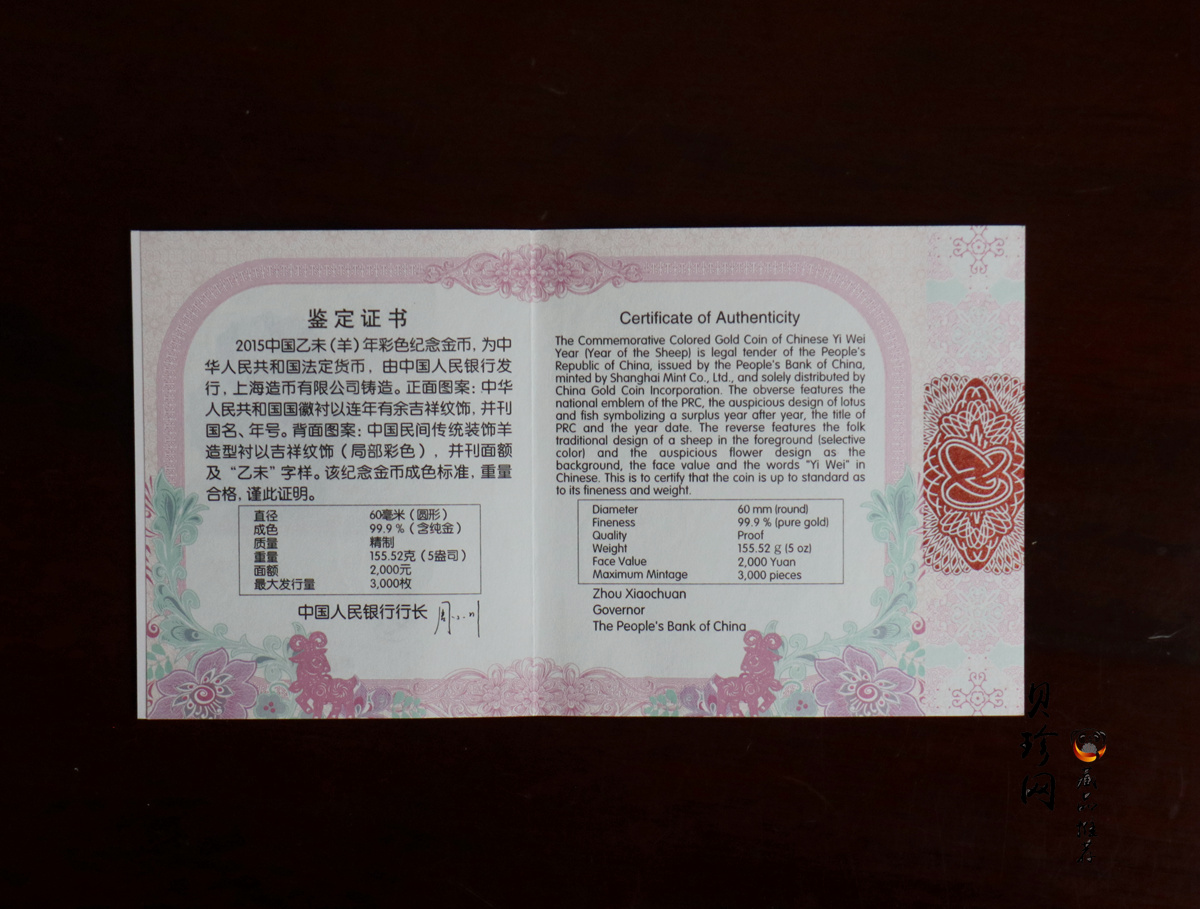 鉴定证书
2015中国乙未（羊）年彩色纪念金币，为中
华人民共和国法定货币，由中国人民银行发
行，上海造币有限公司铸造。正面图案：中华
人民共和国国徽衬以连年有余吉祥纹饰，并刊
国名、年号。背面图案：中国民间传统装饰羊
造型衬以吉祥纹饰（局部彩色），并刊面额
及“乙未”字样。该纪念金币成色标准，重量
合格，谨此证明。
直径 60毫米（圆形）
成色 99.9 %（含纯金）
质量 精制
重量 155.52克（5盎司）
面额 2,000元
最大发行量 3,000枚
中国人民银行行长
Certificate of Authenticity
The Commemorative Colored Gold Coin of Chinese Yi Wei
Year (Year of the Sheep) is legal tender of the People's
Republic of China, issued by the People's Bank of China,
minted by Shanghai Mint Co., Ltd., and solely distributed by
China Gold Coin Incorporation. The obverse features the
national emblem of the PRC, the auspicious design of lotus
and fish symbolizing a surplus year after year, the title of
PRC and the year date. The reverse features the folk
traditional design of a sheep in the foreground (selective
color) and the auspicious flower design as the
background, the face value and the words "Yi Wei" in
Chinese. This is to certify that the coin is up to standard as
to its fineness and weight.
Diameter 60 mm (round)
Fineness 99.9 % (pure gold)
Quality Proof
Weight 155.52 g (5 oz)
Face Value 2,000 Yuan
Maximum Mintage 3,000 pieces
Zhou Xiaochuan
Governor
The People's Bank of China
贝珍网